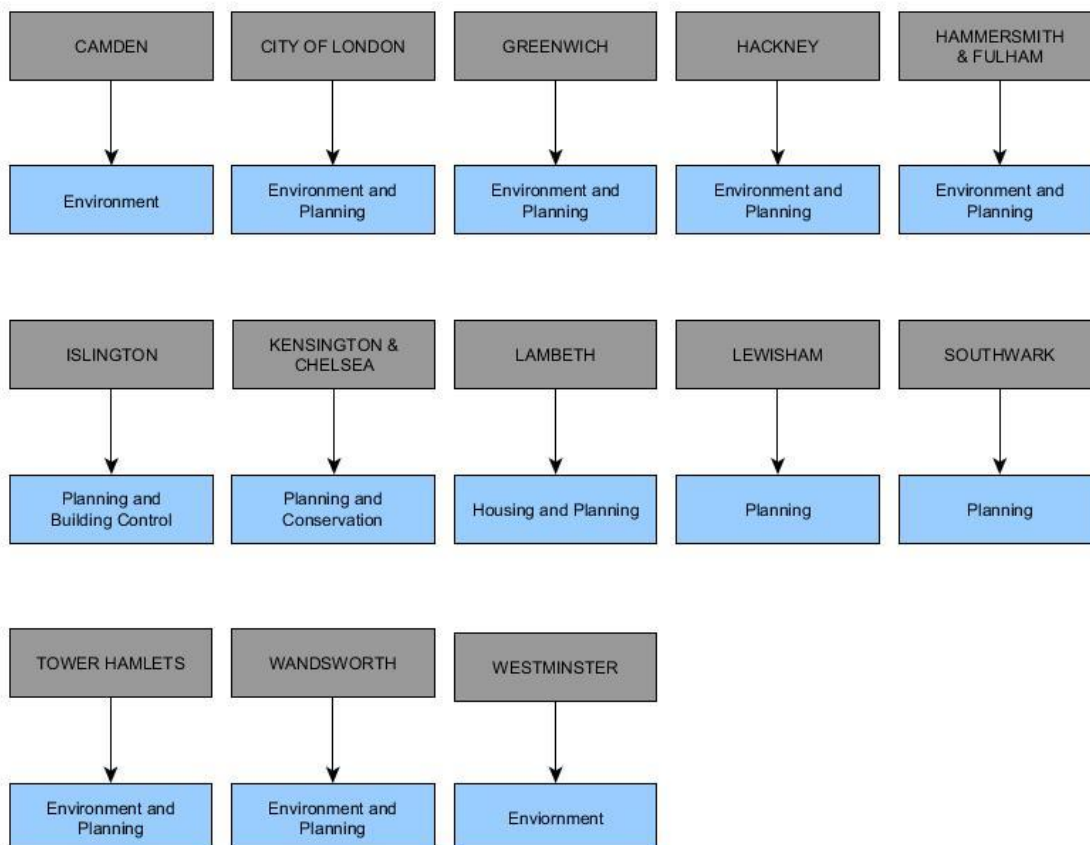 CAMDEN
CITY OF LONDON
GREENWICH
HACKNEY
HAMMERSMITH
& FULHAM
Environment
Environment and
Planning
Environment and
Planning
Environment and
Planning
Environment and
Planning
ISLINGTON
KENSINGTON &
CHELSEA
LAMBETH
LEWISHAM
SOUTHWARK
Planning and
Building Control
Planning and
Conservation
Housing and Planning
Planning
Planning
TOWER HAMLETS
WANDSWORTH
WESTMINSTER
Environment and
Planning
Environment and
Planning
Enviornment